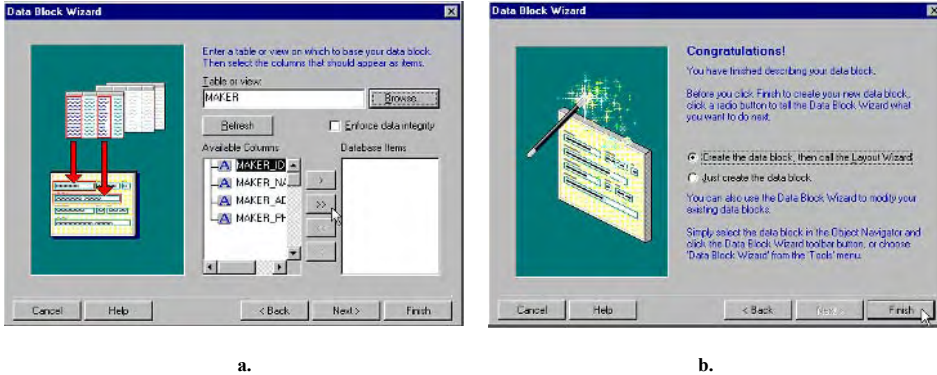 Data Block Wizard
Enter a table or view on which to base your data block.
Then select the columns that should appear as items.
Table or view:
MAKER
Browse...
Refresh
Enforce data integrity
Available Columns
Database Items
MAKER_ID
MAKER_NA
MAKER_AD
MAKER_PH
>
>>
<<
Cancel
Help
< Back
Next >
Finish
a.
Data Block Wizard
Congratulations!
You have finished describing your data block.
Before you click Finish to create your new data block,
click a radio button to tell the Data Block Wizard what
you want to do next.
Create the data block, then call the Layout Wizard
Just create the data block
You can also use the Data Block Wizard to modify your
existing data blocks.
Simply select the data block in the Object Navigator and
click the Data Block Wizard toolbar button, or choose
'Data Block Wizard' from the 'Tools' menu.
Cancel
Help
< Back
Next >
Finish
b.